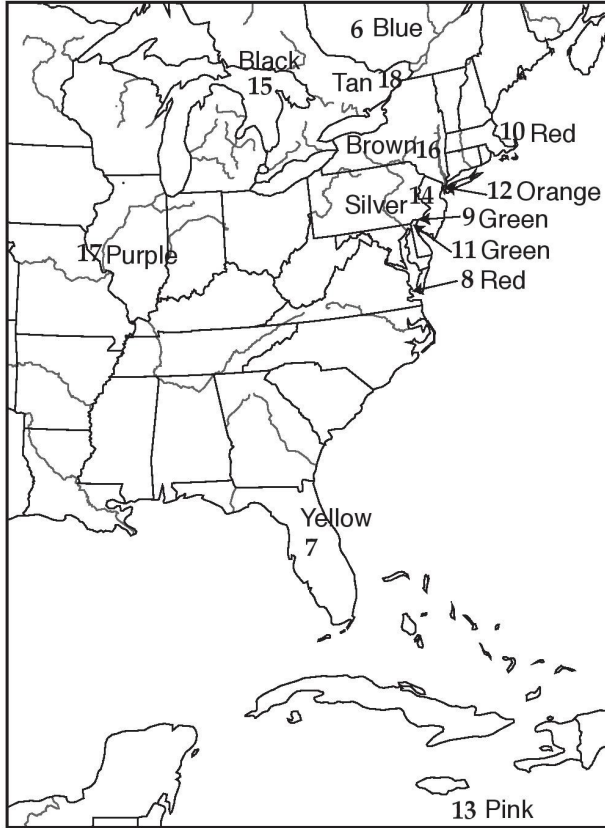 6 Blue
Black
15
Tan 18
10 Red
Brown 16
12 Orange
14
Silver
9 Green
11 Green
17 Purple
8 Red
Yellow
7
13 Pink